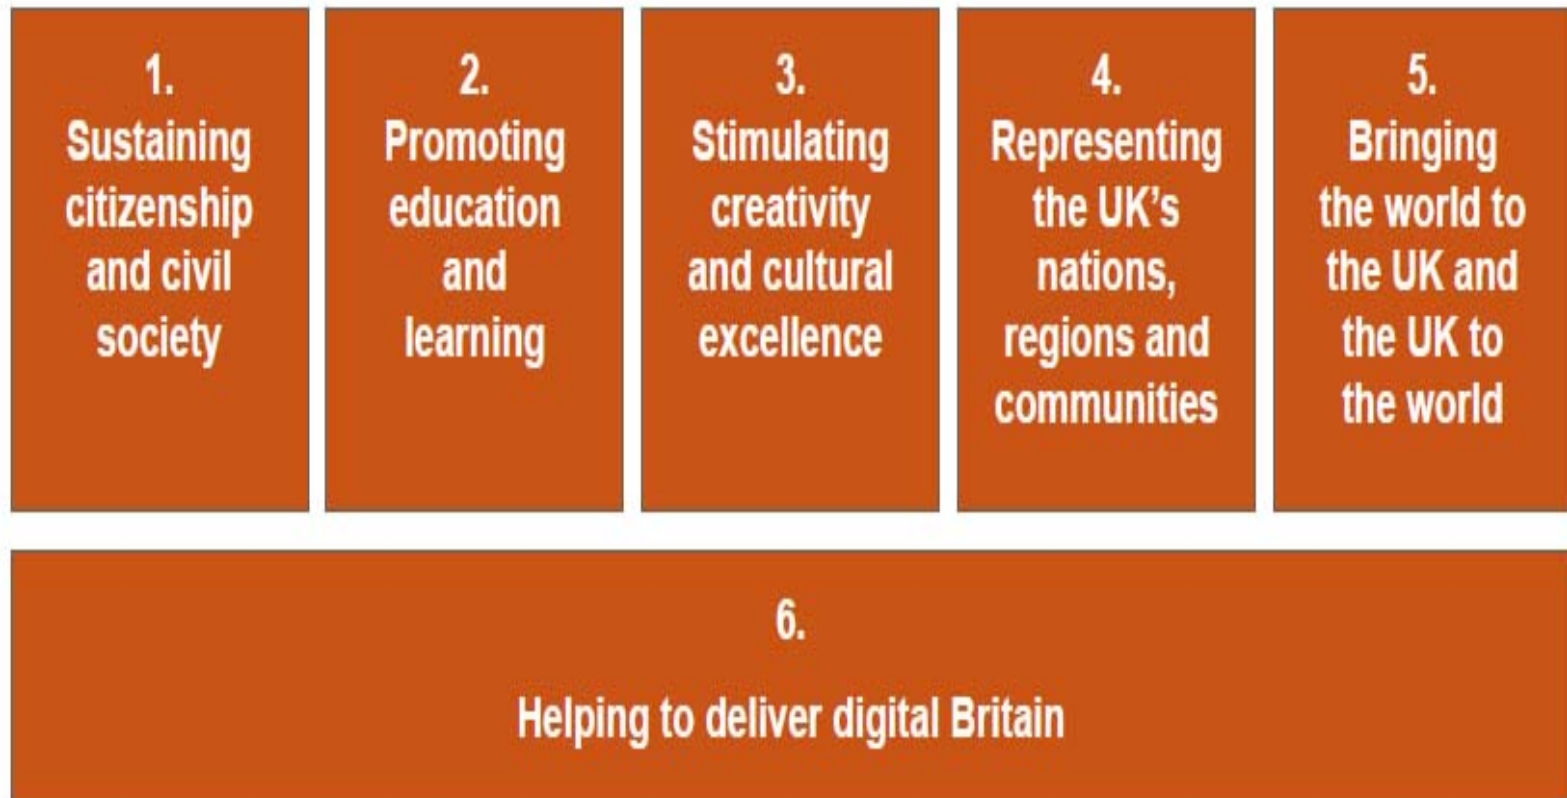 1.
Sustaining
citizenship
and civil
society
2.
Promoting
education
and
learning
3.
Stimulating
creativity
and cultural
excellence
4.
Representing
the UK’s
nations,
regions and
communities
5.
Bringing
the world to
the UK and
the UK to
the world
6.
Helping to deliver digital Britain